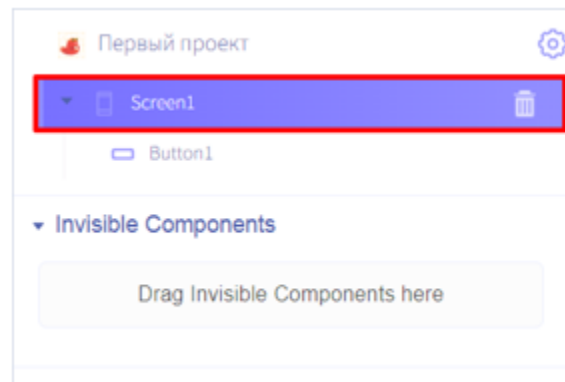 Первый проект
Screen1
Button1
Invisible Components
Drag Invisible Components here